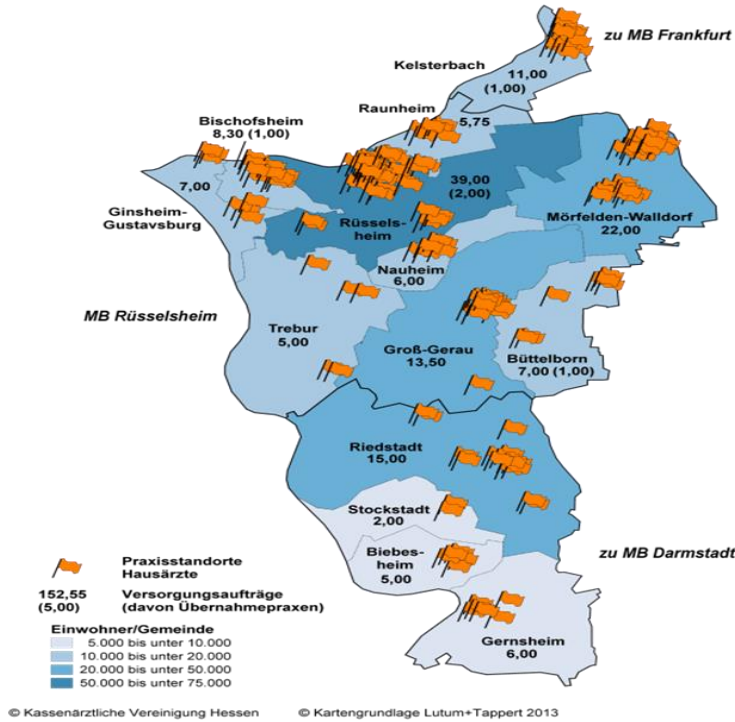 zu MB Frankfurt
Kelsterbach
11,00
(1,00)
Raunheim
5,75
Bischofsheim
8,30 (1,00)
39,00
(2,00)
7,00
Ginsheim-
Gustavsburg
Rüssels-
heim
Mörfelden-Walldorf
22,00
Nauheim
6,00
MB Rüsselsheim
Trebur
5,00
Groß-Gerau
13,50
Büttelborn
7,00 (1,00)
Riedstadt
15,00
Stockstadt
2,00
Biebes-
heim
5,00
zu MB Darmstadt
Gernsheim
6,00
Praxisstandorte
Hausärzte
152,55 Versorgungsaufträge
(5,00) (davon Übernahmepraxen)
Einwohner/Gemeinde
5.000 bis unter 10.000
10.000 bis unter 20.000
20.000 bis unter 50.000
50.000 bis unter 75.000
© Kassenärztliche Vereinigung Hessen © Kartengrundlage Lutum+Tappert 2013